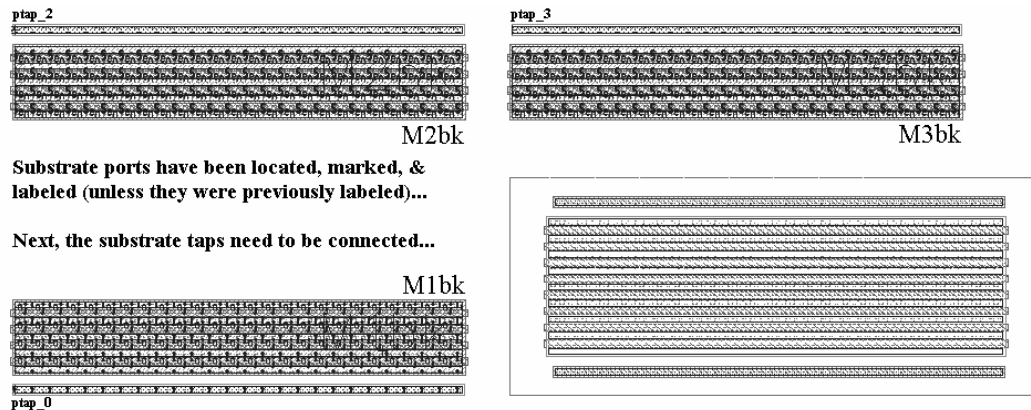 ptap_2
ptap_3
M2bk
M3bk
Substrate ports have been located, marked, &
labeled (unless they were previously labeled)...
Next, the substrate taps need to be connected...
M1bk
ptap_0